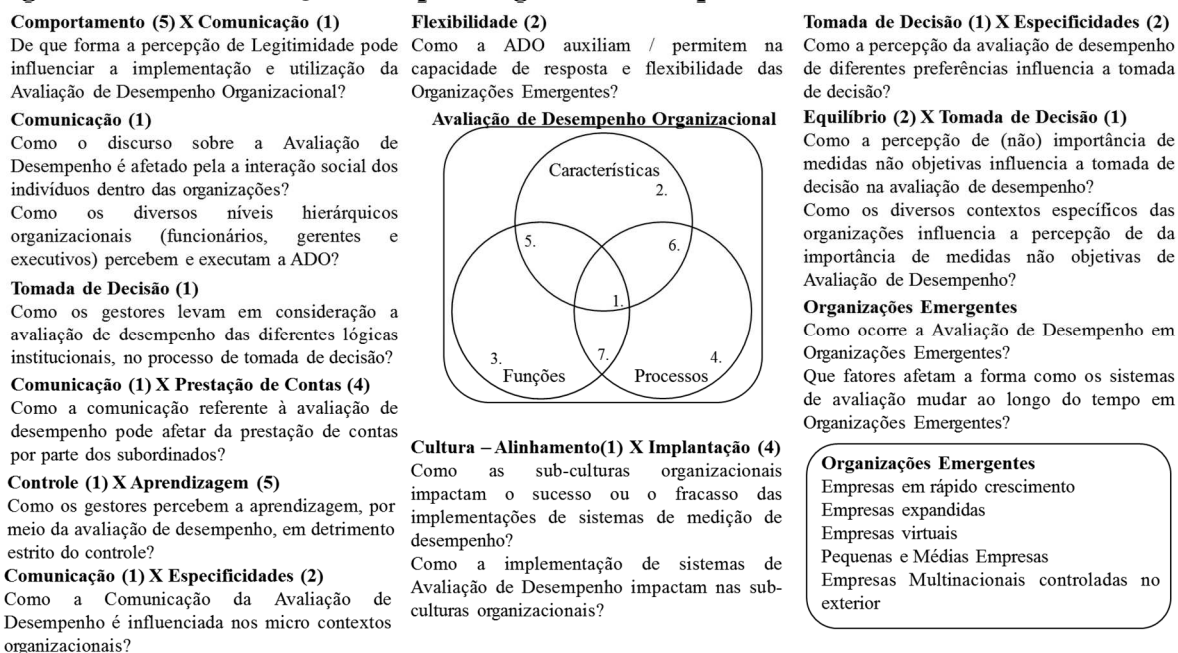 Comportamento (5) X Comunicação (1)
De que forma a percepção de Legitimidade pode
influenciar a implementação e utilização da
Avaliação de Desempenho Organizacional?
Comunicação (1)
Como o discurso sobre a Avaliação de
Desempenho é afetado pela a interação social dos
indivíduos dentro das organizações?
Como os diversos níveis hierárquicos
organizacionais (funcionários, gerentes e
executivos) percebem e executam a ADO?
Tomada de Decisão (1)
Como os gestores levam em consideração a
avaliação de desempenho das diferentes lógicas
institucionais, no processo de tomada de decisão?
Comunicação (1) X Prestação de Contas (4)
Como a comunicação referente à avaliação de
desempenho pode afetar da prestação de contas
por parte dos subordinados?
Controle (1) X Aprendizagem (5)
Como os gestores percebem a aprendizagem, por
meio da avaliação de desempenho, em detrimento
estrito do controle?
Comunicação (1) X Especificidades (2)
Como a Comunicação da Avaliação de
Desempenho é influenciada nos micro contextos
organizacionais?
Flexibilidade (2)
Como a ADO auxiliam / permitem na
capacidade de resposta e flexibilidade das
Organizações Emergentes?
Avaliação de Desempenho Organizacional
Características
2.
5.
6.
1.
3.
7.
4.
Funções
Processos
Cultura – Alinhamento(1) X Implantação (4)
Como as sub-culturas organizacionais
impactam o sucesso ou o fracasso das
implementações de sistemas de medição de
desempenho?
Como a implementação de sistemas de
Avaliação de Desempenho impactam nas sub-
culturas organizacionais?
Tomada de Decisão (1) X Especificidades (2)
Como a percepção da avaliação de desempenho
de diferentes preferências influencia a tomada
de decisão?
Equilíbrio (2) X Tomada de Decisão (1)
Como a percepção de (não) importância de
medidas não objetivas influencia a tomada de
decisão na avaliação de desempenho?
Como os diversos contextos específicos das
organizações influencia a percepção de da
importância de medidas não objetivas de
Avaliação de Desempenho?
Organizações Emergentes
Como ocorre a Avaliação de Desempenho em
Organizações Emergentes?
Que fatores afetam a forma como os sistemas
de avaliação mudar ao longo do tempo em
Organizações Emergentes?
Organizações Emergentes
Empresas em rápido crescimento
Empresas expandidas
Empresas virtuais
Pequenas e Médias Empresas
Empresas Multinacionais controladas no
exterior